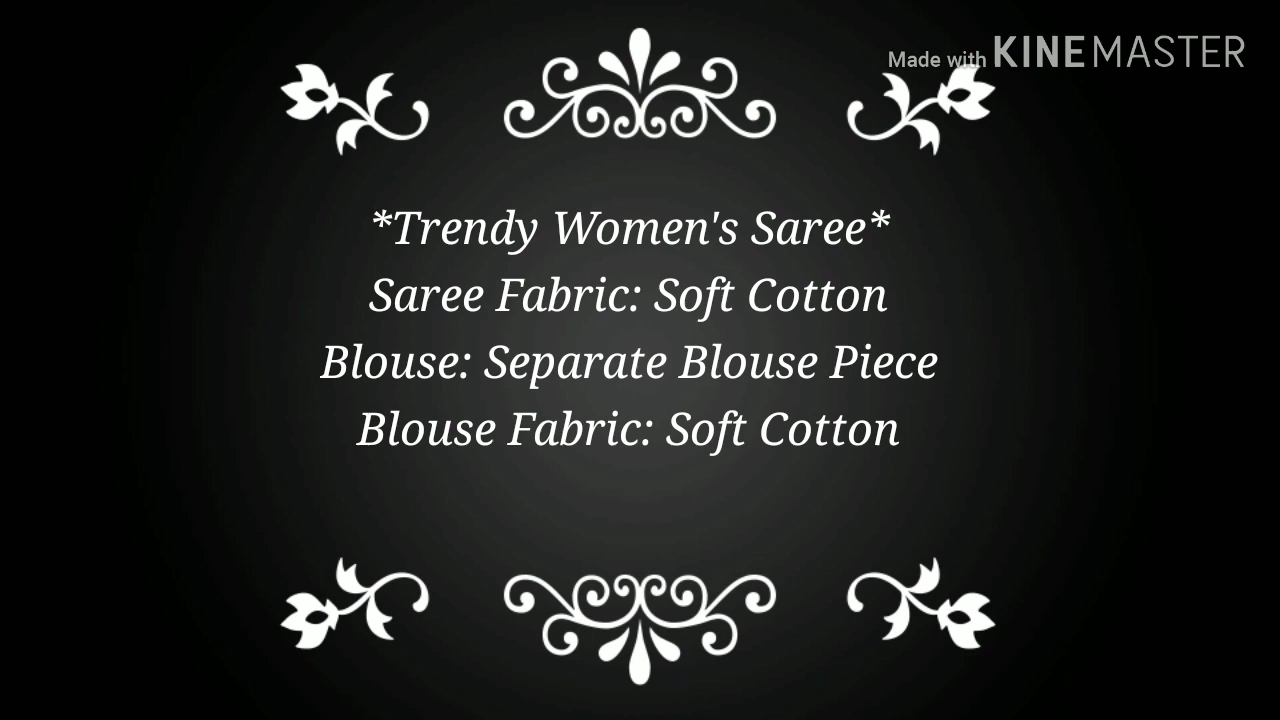 Made with KINEMASTER
*Trendy Women's Saree*
Saree Fabric: Soft Cotton
Blouse: Separate Blouse Piece
Blouse Fabric: Soft Cotton